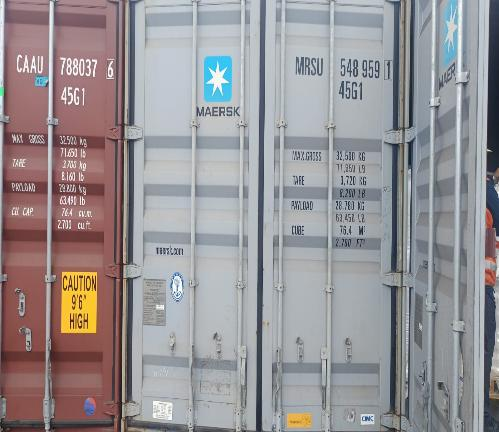 CAAU 788037 6
45G1
MAX. GROSS 32,500 kg
71,650 lb
TARE 3,700 kg
8,160 lb
PAYLOAD 28,800 kg
63,490 lb
CU. CAP. 76.4 cu.m.
2,700 cu.ft.
CAUTION
9'6"
HIGH
MAERSK
maersk.com
MRSU 548 959 1
45G1
MAX.GROSS 32,500 KG
71,650 LB
TARE 3,720 KG
8,200 LB
PAYLOAD 28,780 KG
63,450 LB
CUBE 76.4 M³
2,700 FT³
CIMC